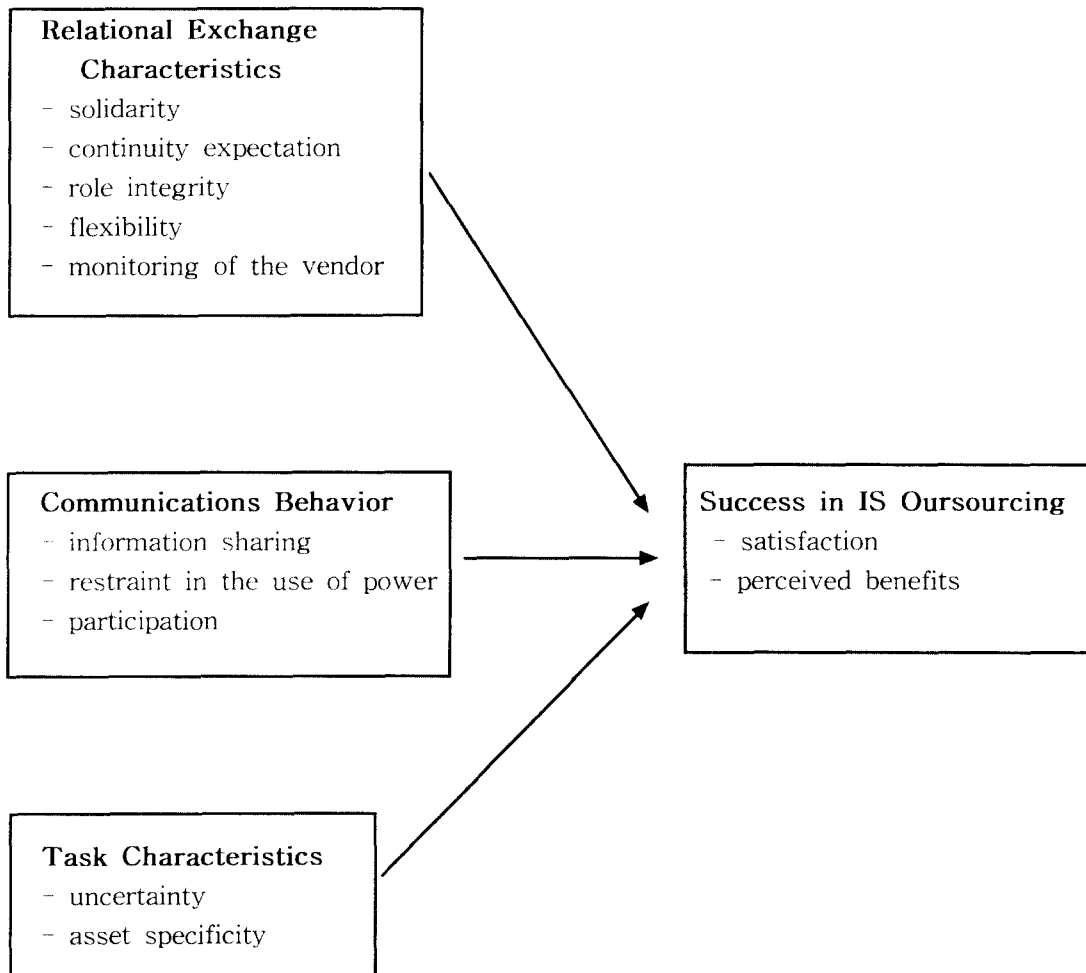 Relational Exchange
Characteristics
- solidarity
- continuity expectation
- role integrity
- flexibility
- monitoring of the vendor
Communications Behavior
- information sharing
- restraint in the use of power
- participation
Success in IS Oursourcing
- satisfaction
- perceived benefits
Task Characteristics
- uncertainty
- asset specificity